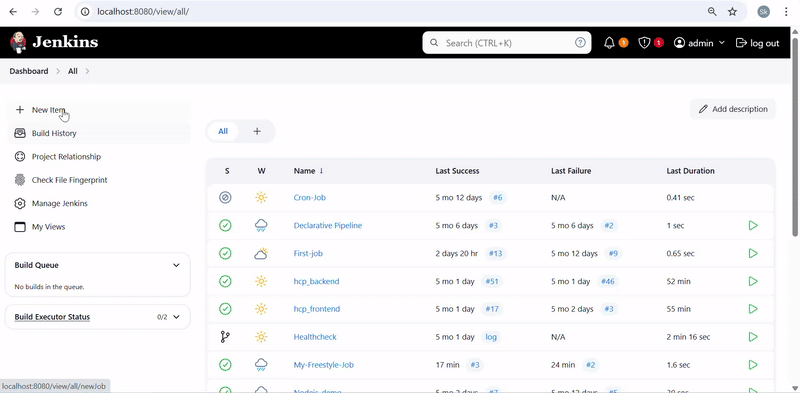 localhost:8080/view/all/
Sk
Jenkins
Search (CTRL+K)
?
1
1
admin
log out
Dashboard
All
New Item
Build History
Project Relationship
Check File Fingerprint
Manage Jenkins
My Views
Build Queue
No builds in the queue.
Build Executor Status 0/2
Add description
All +
S W Name ↓ Last Success Last Failure Last Duration
Cron-Job 5 mo 12 days #6 N/A 0.41 sec
Declarative Pipeline 5 mo 6 days #3 5 mo 6 days #2 1 sec
First-job 2 days 20 hr #13 5 mo 12 days #9 0.65 sec
hcp_backend 5 mo 1 day #51 5 mo 1 day #46 52 min
hcp_frontend 5 mo 1 day #17 5 mo 2 days #3 55 min
Healthcheck 5 mo 1 day log N/A 2 min 16 sec
My-Freestyle-Job 17 min #3 24 min #2 1.6 sec
localhost:8080/view/all/newJob